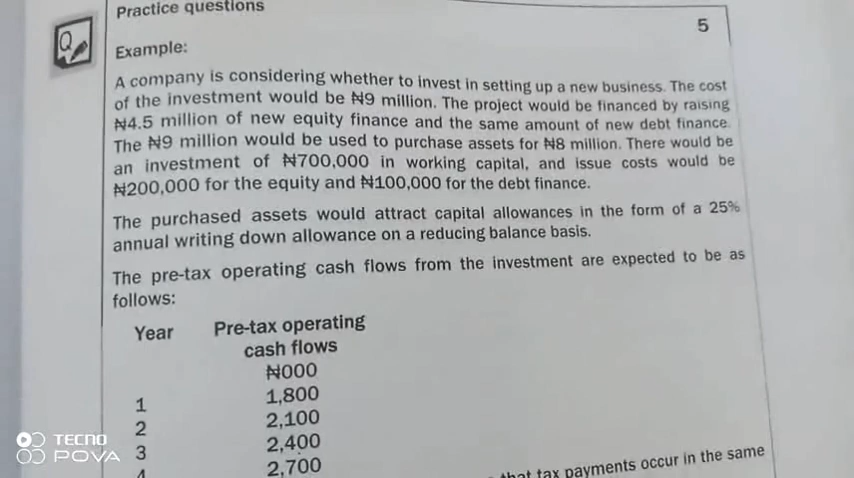 Practice questions
5
Q
Example:
A company is considering whether to invest in setting up a new business. The cost
of the investment would be ₦9 million. The project would be financed by raising
₦4.5 million of new equity finance and the same amount of new debt finance.
The ₦9 million would be used to purchase assets for ₦8 million. There would be
an investment of ₦700,000 in working capital, and issue costs would be
₦200,000 for the equity and ₦100,000 for the debt finance.
The purchased assets would attract capital allowances in the form of a 25%
annual writing down allowance on a reducing balance basis.
The pre-tax operating cash flows from the investment are expected to be as
follows:
Year Pre-tax operating
cash flows
₦000
1 1,800
2 2,100
3 2,400
4 2,700
that tax payments occur in the same
TECNO
POVA